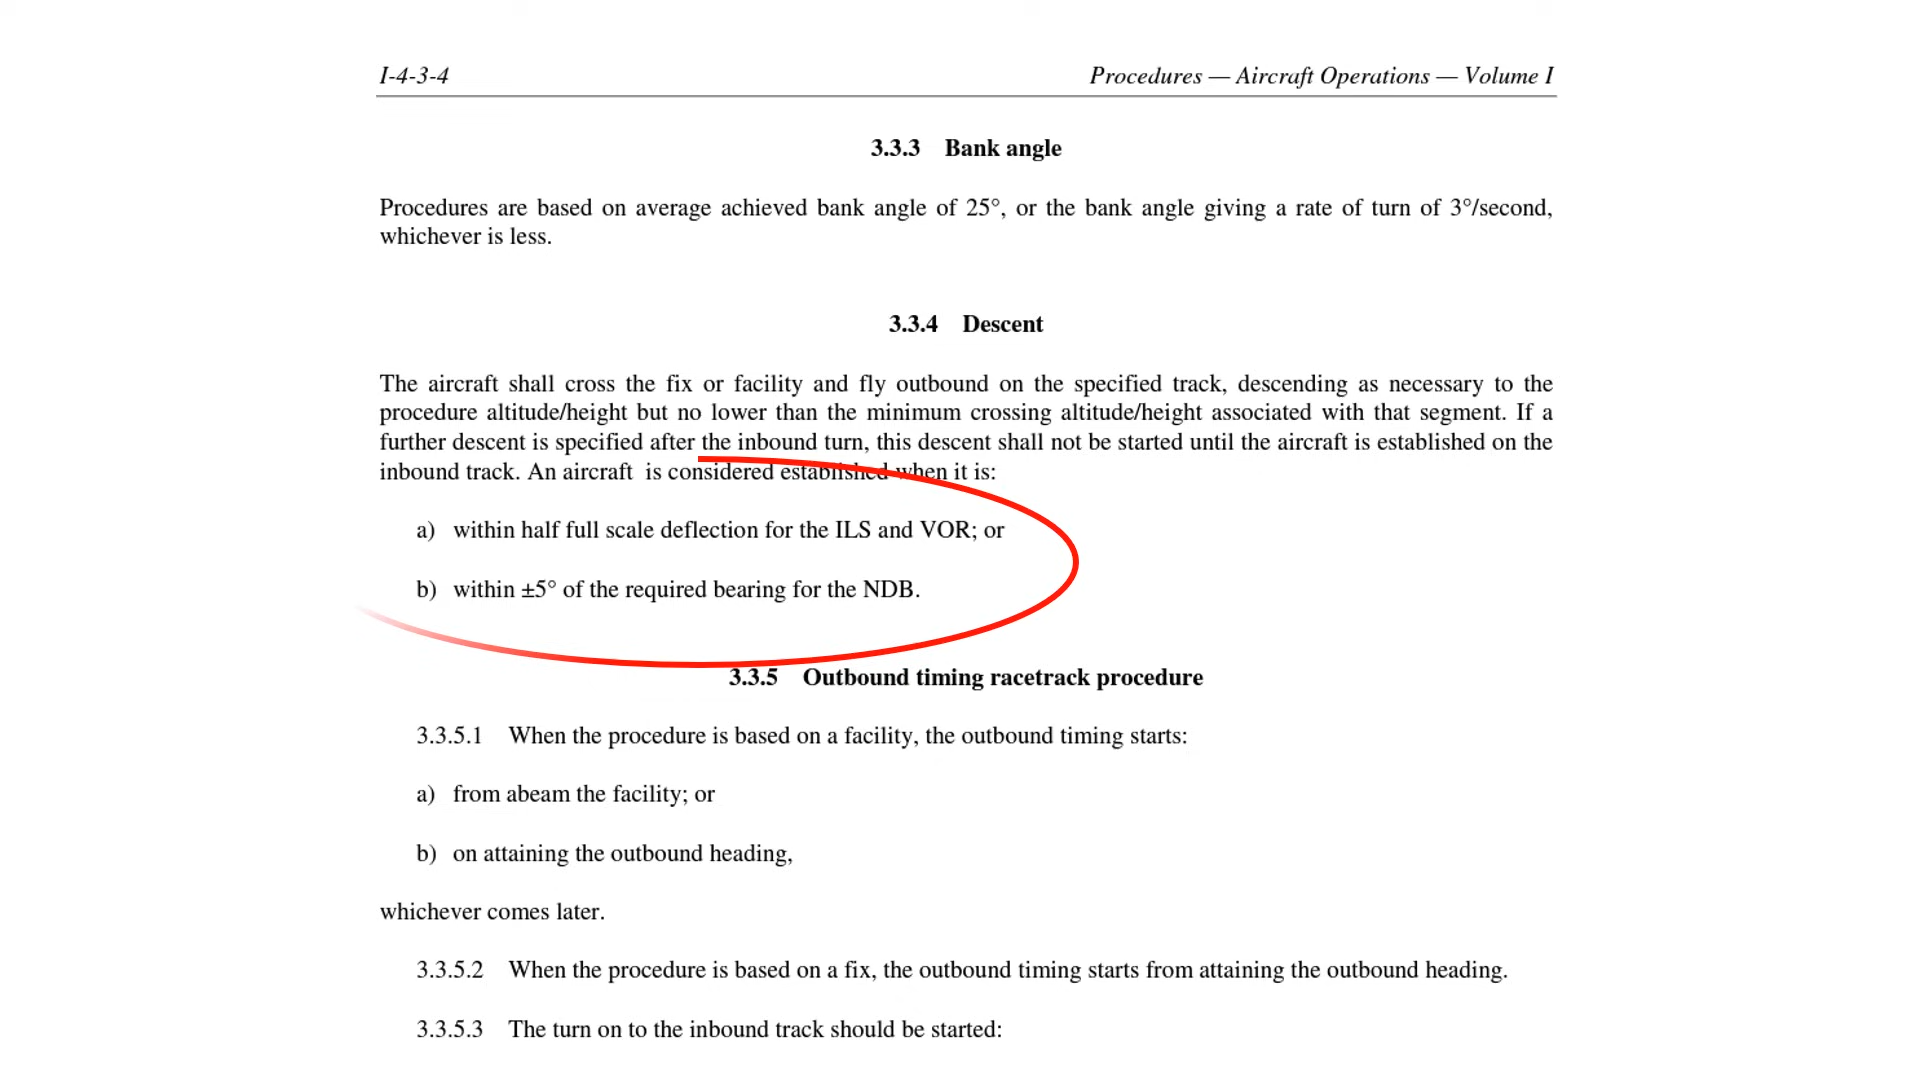 I-4-3-4
Procedures — Aircraft Operations — Volume I
3.3.3 Bank angle
Procedures are based on average achieved bank angle of 25°, or the bank angle giving a rate of turn of 3°/second,
whichever is less.
3.3.4 Descent
The aircraft shall cross the fix or facility and fly outbound on the specified track, descending as necessary to the
procedure altitude/height but no lower than the minimum crossing altitude/height associated with that segment. If a
further descent is specified after the inbound turn, this descent shall not be started until the aircraft is established on the
inbound track. An aircraft is considered established when it is:
a) within half full scale deflection for the ILS and VOR; or
b) within ±5° of the required bearing for the NDB.
3.3.5 Outbound timing racetrack procedure
3.3.5.1 When the procedure is based on a facility, the outbound timing starts:
a) from abeam the facility; or
b) on attaining the outbound heading,
whichever comes later.
3.3.5.2 When the procedure is based on a fix, the outbound timing starts from attaining the outbound heading.
3.3.5.3 The turn on to the inbound track should be started: